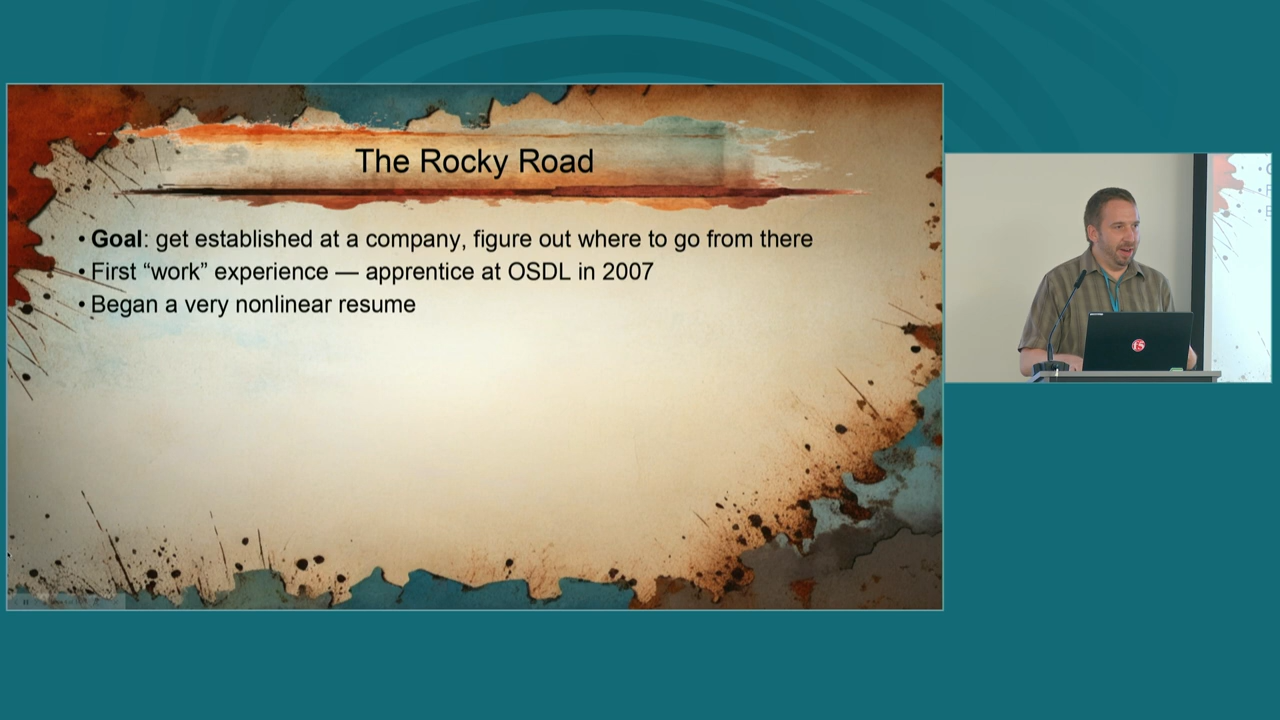 The Rocky Road
• Goal: get established at a company, figure out where to go from there
• First “work” experience — apprentice at OSDL in 2007
• Began a very nonlinear resume
f5